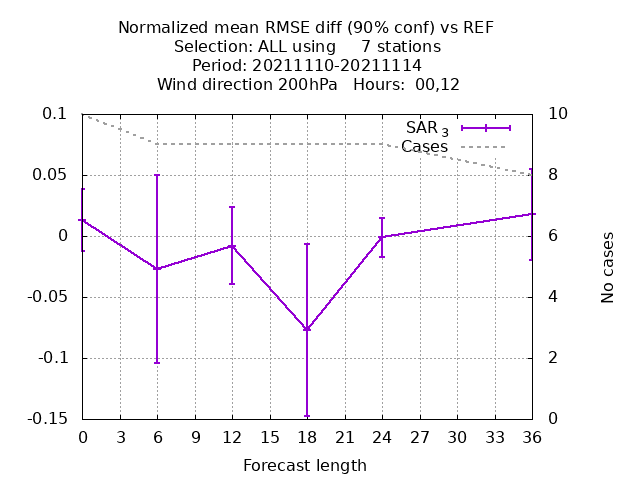 Normalized mean RMSE diff (90% conf) vs REF
Selection: ALL using     7 stations
Period: 20211110-20211114
Wind direction 200hPa   Hours:  00,12
0.1
0.05
0
-0.05
-0.1
-0.15
10
8
6
4
2
0
SAR 3
Cases
No cases
0 3 6 9 12 15 18 21 24 27 30 33 36
Forecast length